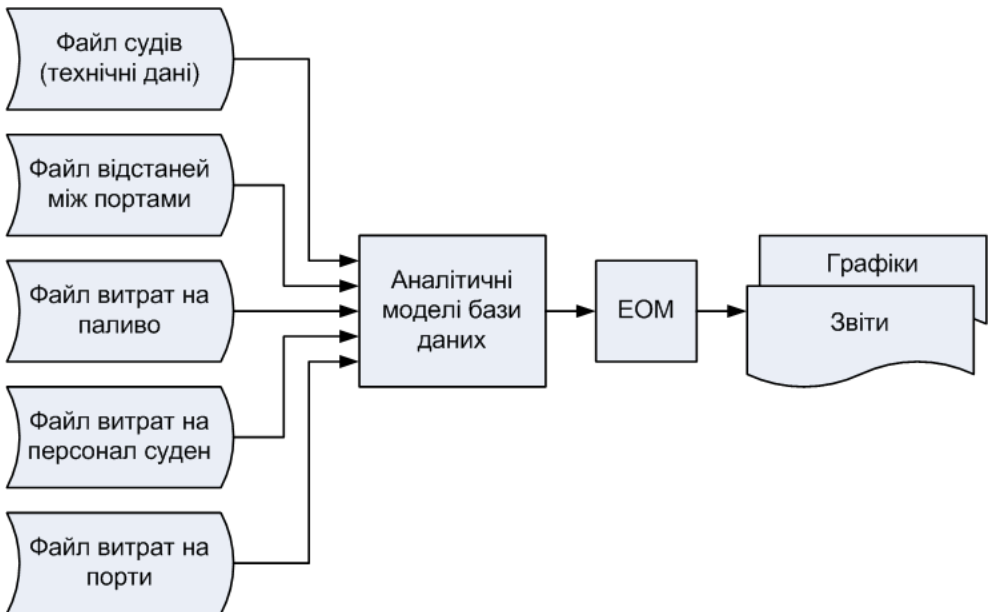 Файл судів
(технічні дані)
Файл відстаней
між портами
Файл витрат на
паливо
Файл витрат на
персонал суден
Файл витрат на
порти
Аналітичні
моделі бази
даних
ЕОМ
Графіки
Звіти